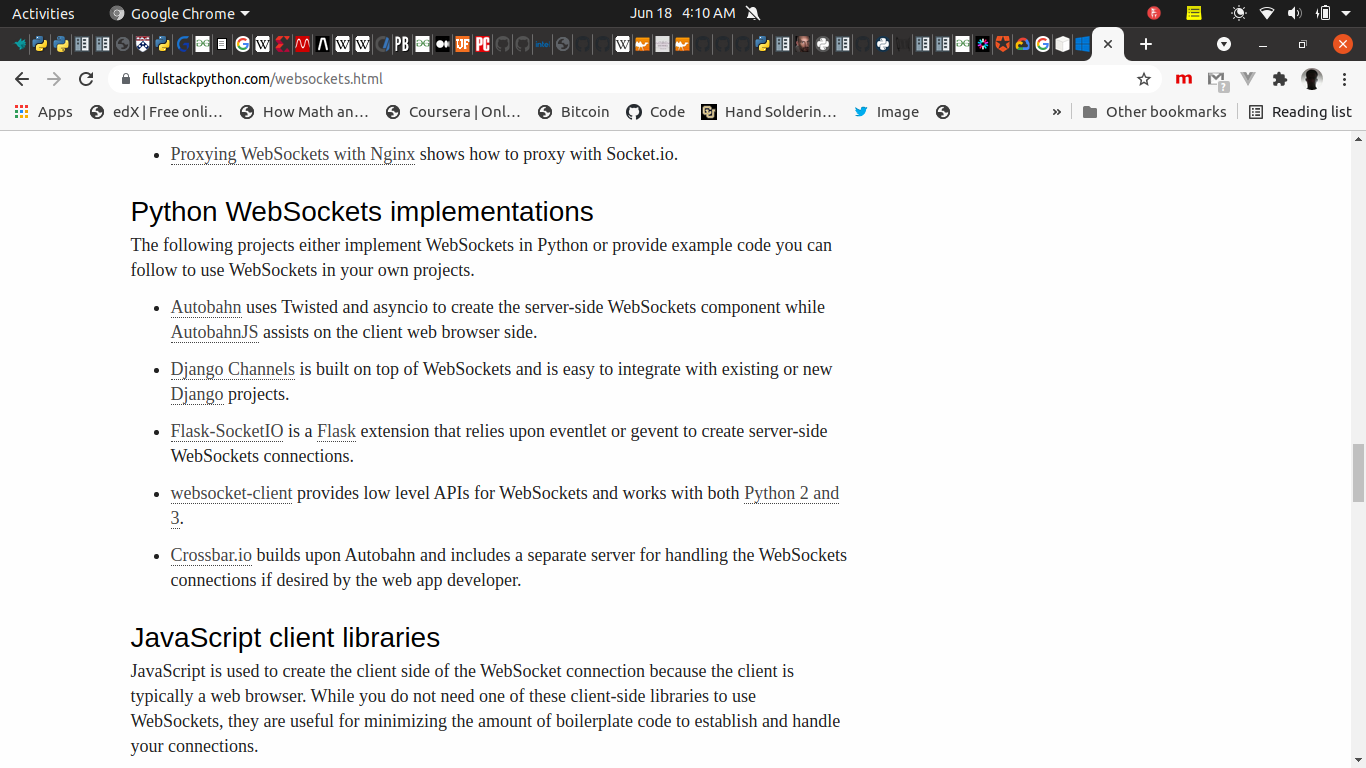 Activities Google Chrome Jun 18 4:10 AM
fullstackpython.com/websockets.html
Apps edX | Free onli… How Math an… Coursera | Onl… Bitcoin Code Hand Solderin… Image » Other bookmarks Reading list
• Proxying WebSockets with Nginx shows how to proxy with Socket.io.
Python WebSockets implementations
The following projects either implement WebSockets in Python or provide example code you can
follow to use WebSockets in your own projects.
• Autobahn uses Twisted and asyncio to create the server-side WebSockets component while
AutobahnJS assists on the client web browser side.
• Django Channels is built on top of WebSockets and is easy to integrate with existing or new
Django projects.
• Flask-SocketIO is a Flask extension that relies upon eventlet or gevent to create server-side
WebSockets connections.
• websocket-client provides low level APIs for WebSockets and works with both Python 2 and
3.
• Crossbar.io builds upon Autobahn and includes a separate server for handling the WebSockets
connections if desired by the web app developer.
JavaScript client libraries
JavaScript is used to create the client side of the WebSocket connection because the client is
typically a web browser. While you do not need one of these client-side libraries to use
WebSockets, they are useful for minimizing the amount of boilerplate code to establish and handle
your connections.